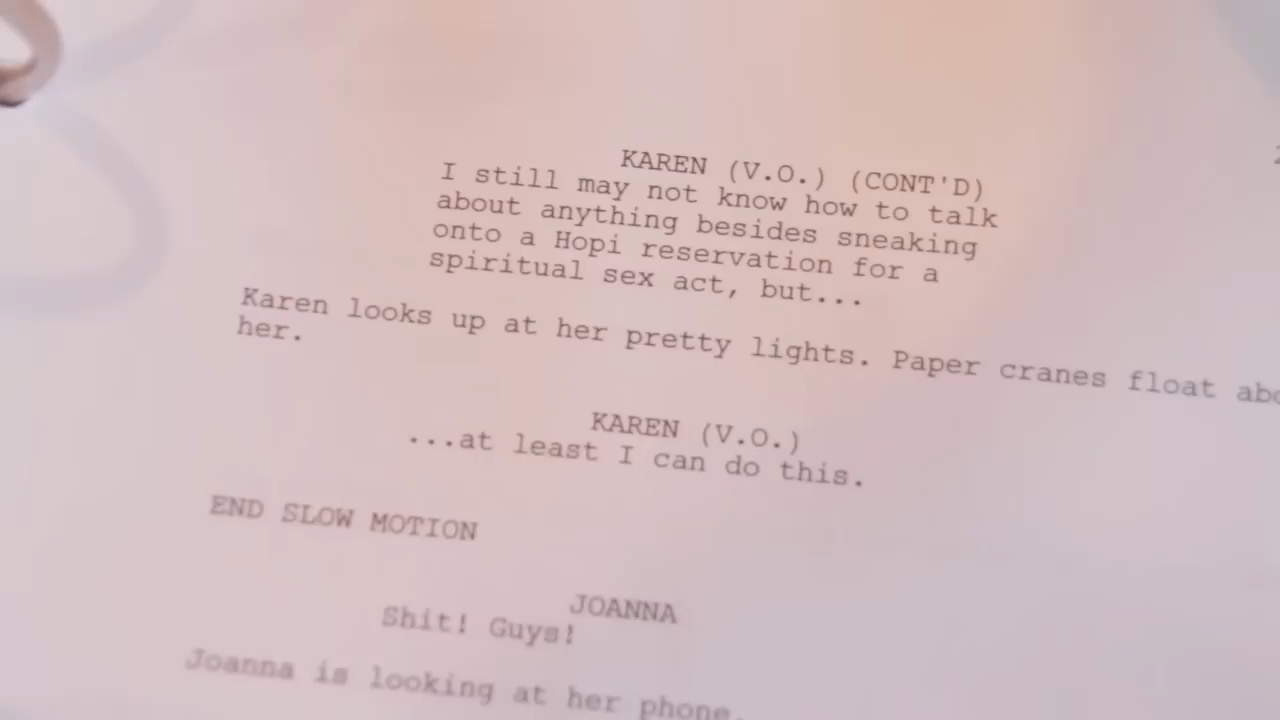 KAREN (V.O.) (CONT'D)
I still may not know how to talk
about anything besides sneaking
onto a Hopi reservation for a
spiritual sex act, but...
Karen looks up at her pretty lights. Paper cranes float
her.
KAREN (V.O.)
...at least I can do this.
END SLOW MOTION
JOANNA
Shit! Guys!
Joanna is looking at her phone.